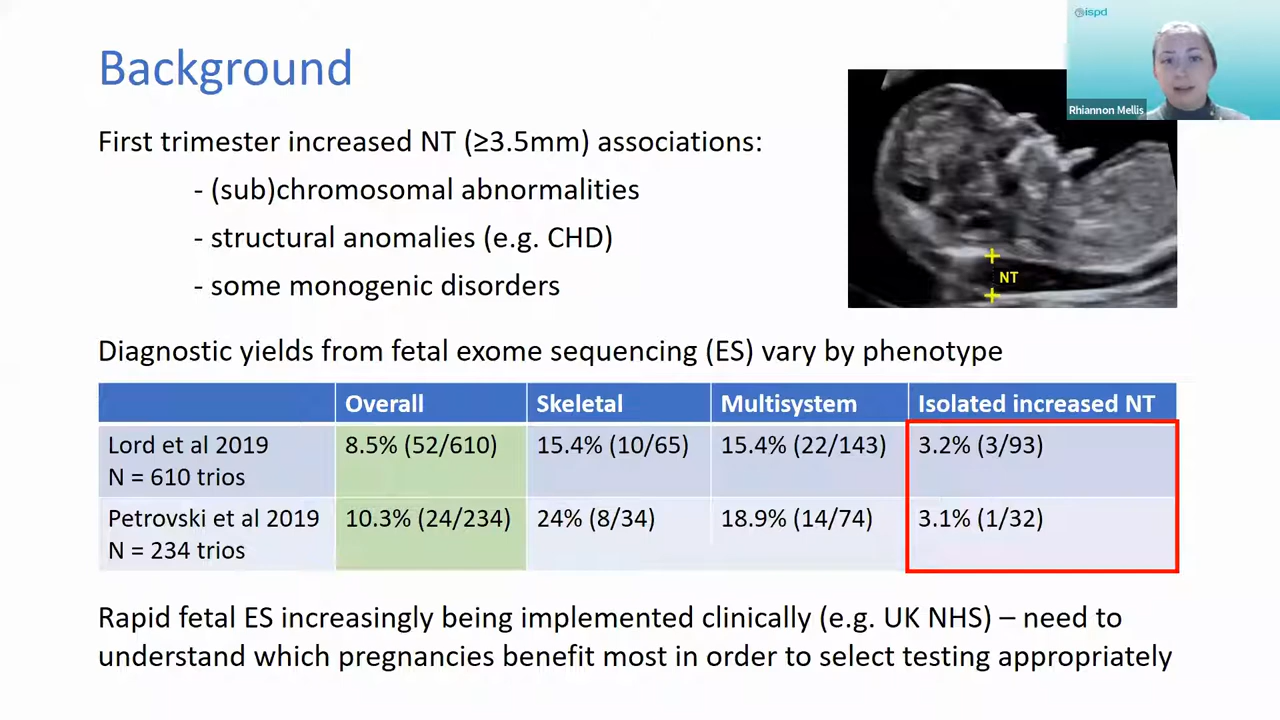 ispd
Rhiannon Mellis
Background
First trimester increased NT (≥3.5mm) associations:
- (sub)chromosomal abnormalities
- structural anomalies (e.g. CHD)
- some monogenic disorders
NT
Diagnostic yields from fetal exome sequencing (ES) vary by phenotype
Overall Skeletal Multisystem Isolated increased NT
Lord et al 2019 8.5% (52/610) 15.4% (10/65) 15.4% (22/143) 3.2% (3/93)
N = 610 trios
Petrovski et al 2019 10.3% (24/234) 24% (8/34) 18.9% (14/74) 3.1% (1/32)
N = 234 trios
Rapid fetal ES increasingly being implemented clinically (e.g. UK NHS) – need to
understand which pregnancies benefit most in order to select testing appropriately